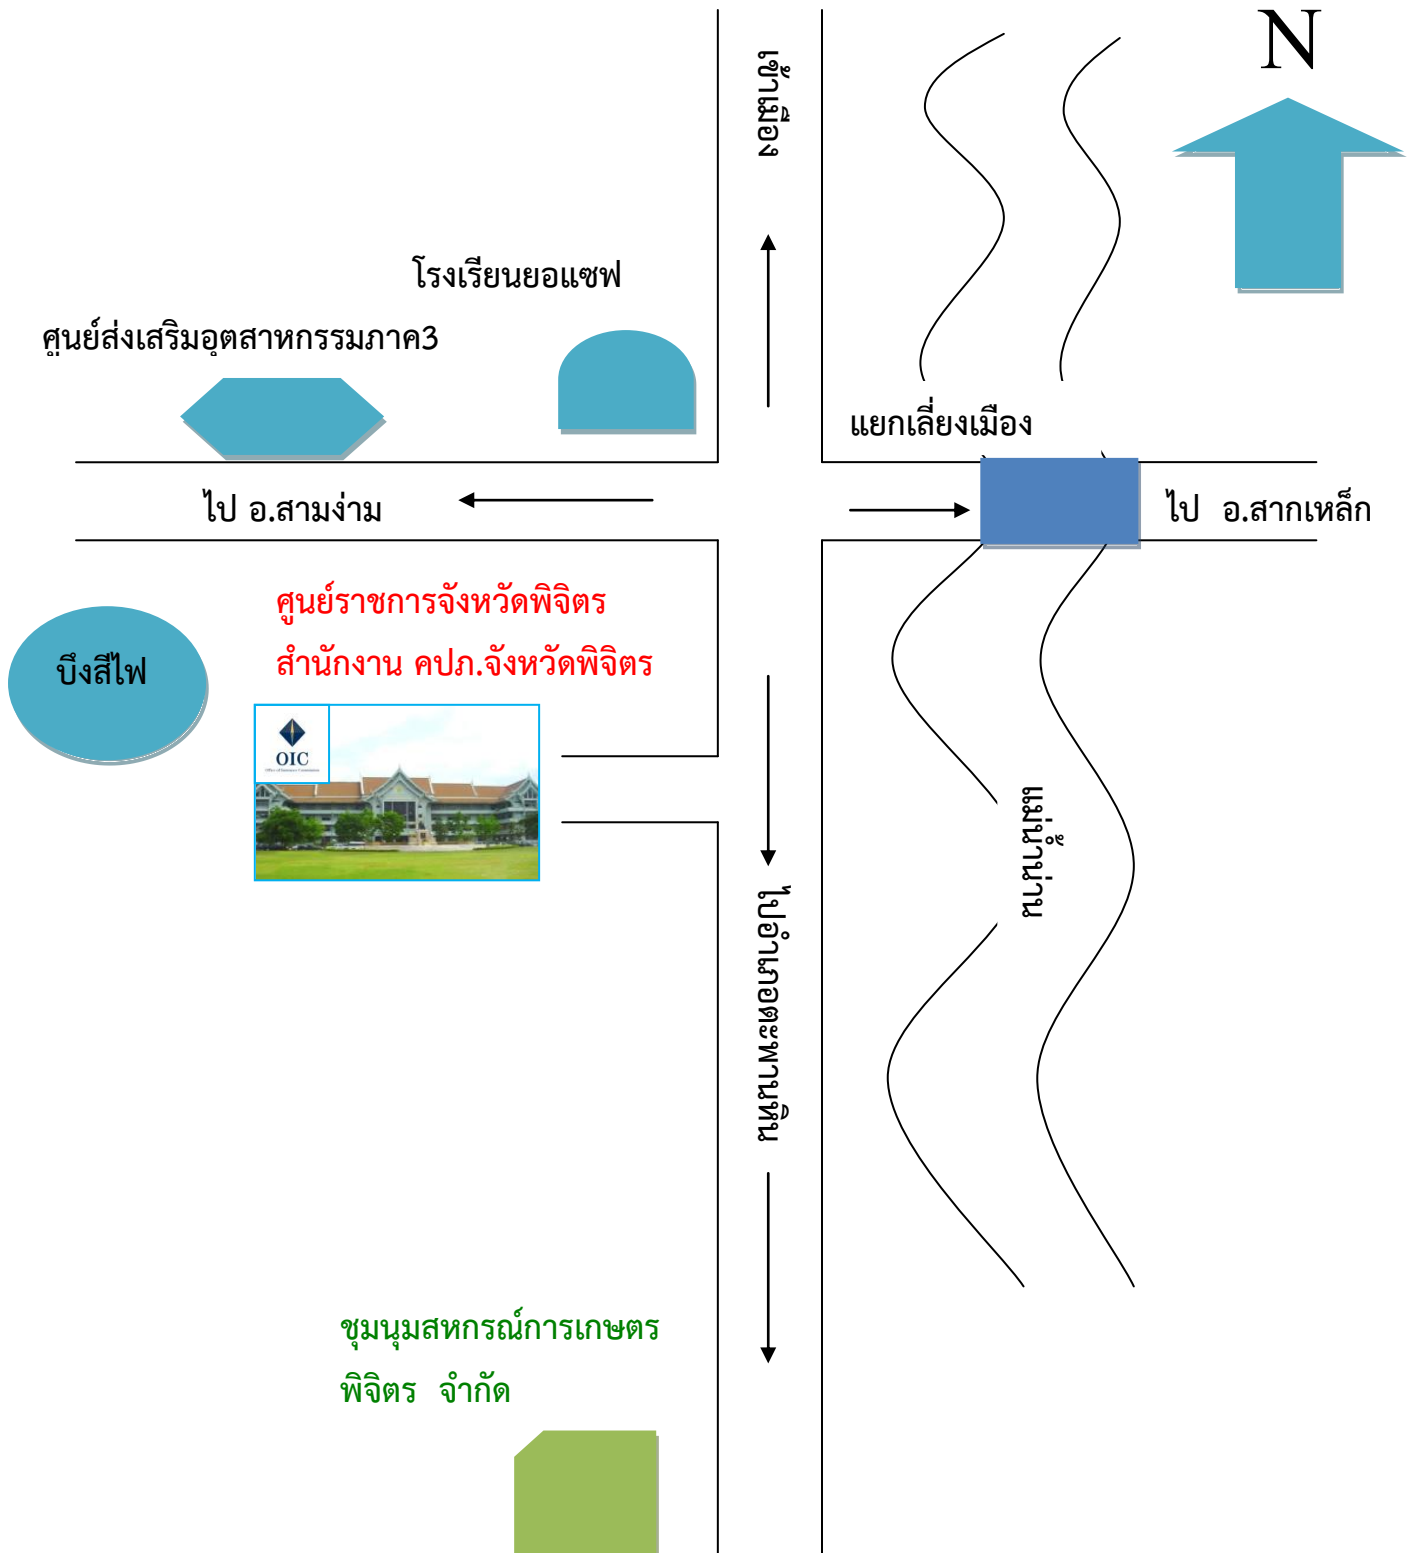 N
เข้าเมือง
โรงเรียนยอแซฟ
ศูนย์ส่งเสริมอุตสาหกรรมภาค3
แยกเลี่ยงเมือง
ไป อ.สามง่าม
ไป อ.สากเหล็ก
ศูนย์ราชการจังหวัดพิจิตร
สำนักงาน คปภ.จังหวัดพิจิตร
บึงสีไฟ
OIC
Office of Insurance Commission
แม่น้ำน่าน
ไปอำเภอตะพานหิน
ชุมนุมสหกรณ์การเกษตร
พิจิตร จำกัด